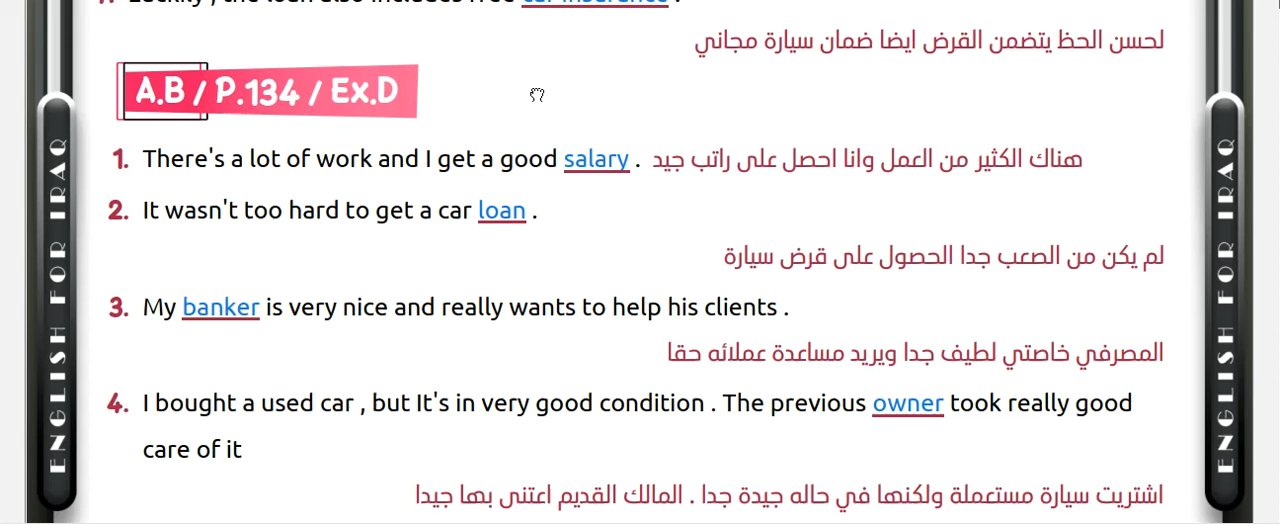 لحسن الحظ يتضمن القرض ايضا ضمان سيارة مجاني
A.B / P.134 / Ex.D
1. There's a lot of work and I get a good salary . هناك الكثير من العمل وانا احصل على راتب جيد
2. It wasn't too hard to get a car loan .
لم يكن من الصعب جدا الحصول على قرض سيارة
3. My banker is very nice and really wants to help his clients .
المصرفي خاصتي لطيف جدا ويريد مساعدة عملائه حقا
4. I bought a used car , but It's in very good condition . The previous owner took really good
care of it
اشتريت سيارة مستعملة ولكنها في حاله جيدة جدا . المالك القديم اعتنى بها جيدا
ENGLISH FOR IRAQ
ENGLISH FOR IRAQ